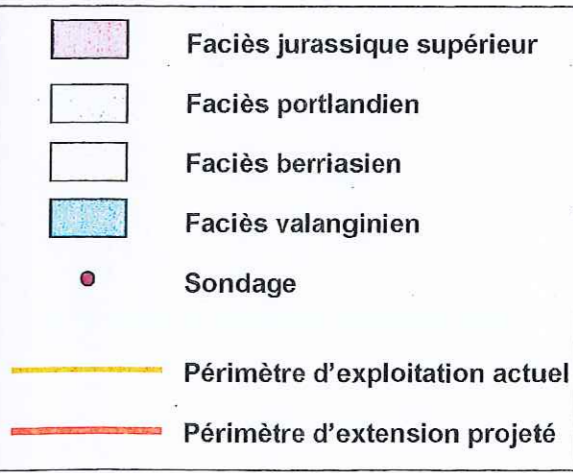 Faciès jurassique supérieur
Faciès portlandien
Faciès berriasien
Faciès valanginien
Sondage
Périmètre d'exploitation actuel
Périmètre d'extension projeté